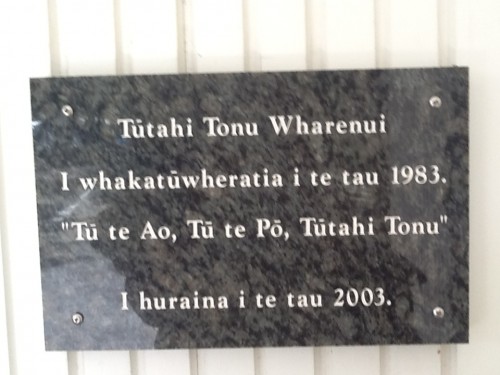 Tūtahi Tonu Wharenui
I whakatūwheratia i te tau 1983.
"Tū te Ao, Tū te Pō, Tūtahi Tonu"
I huraina i te tau 2003.